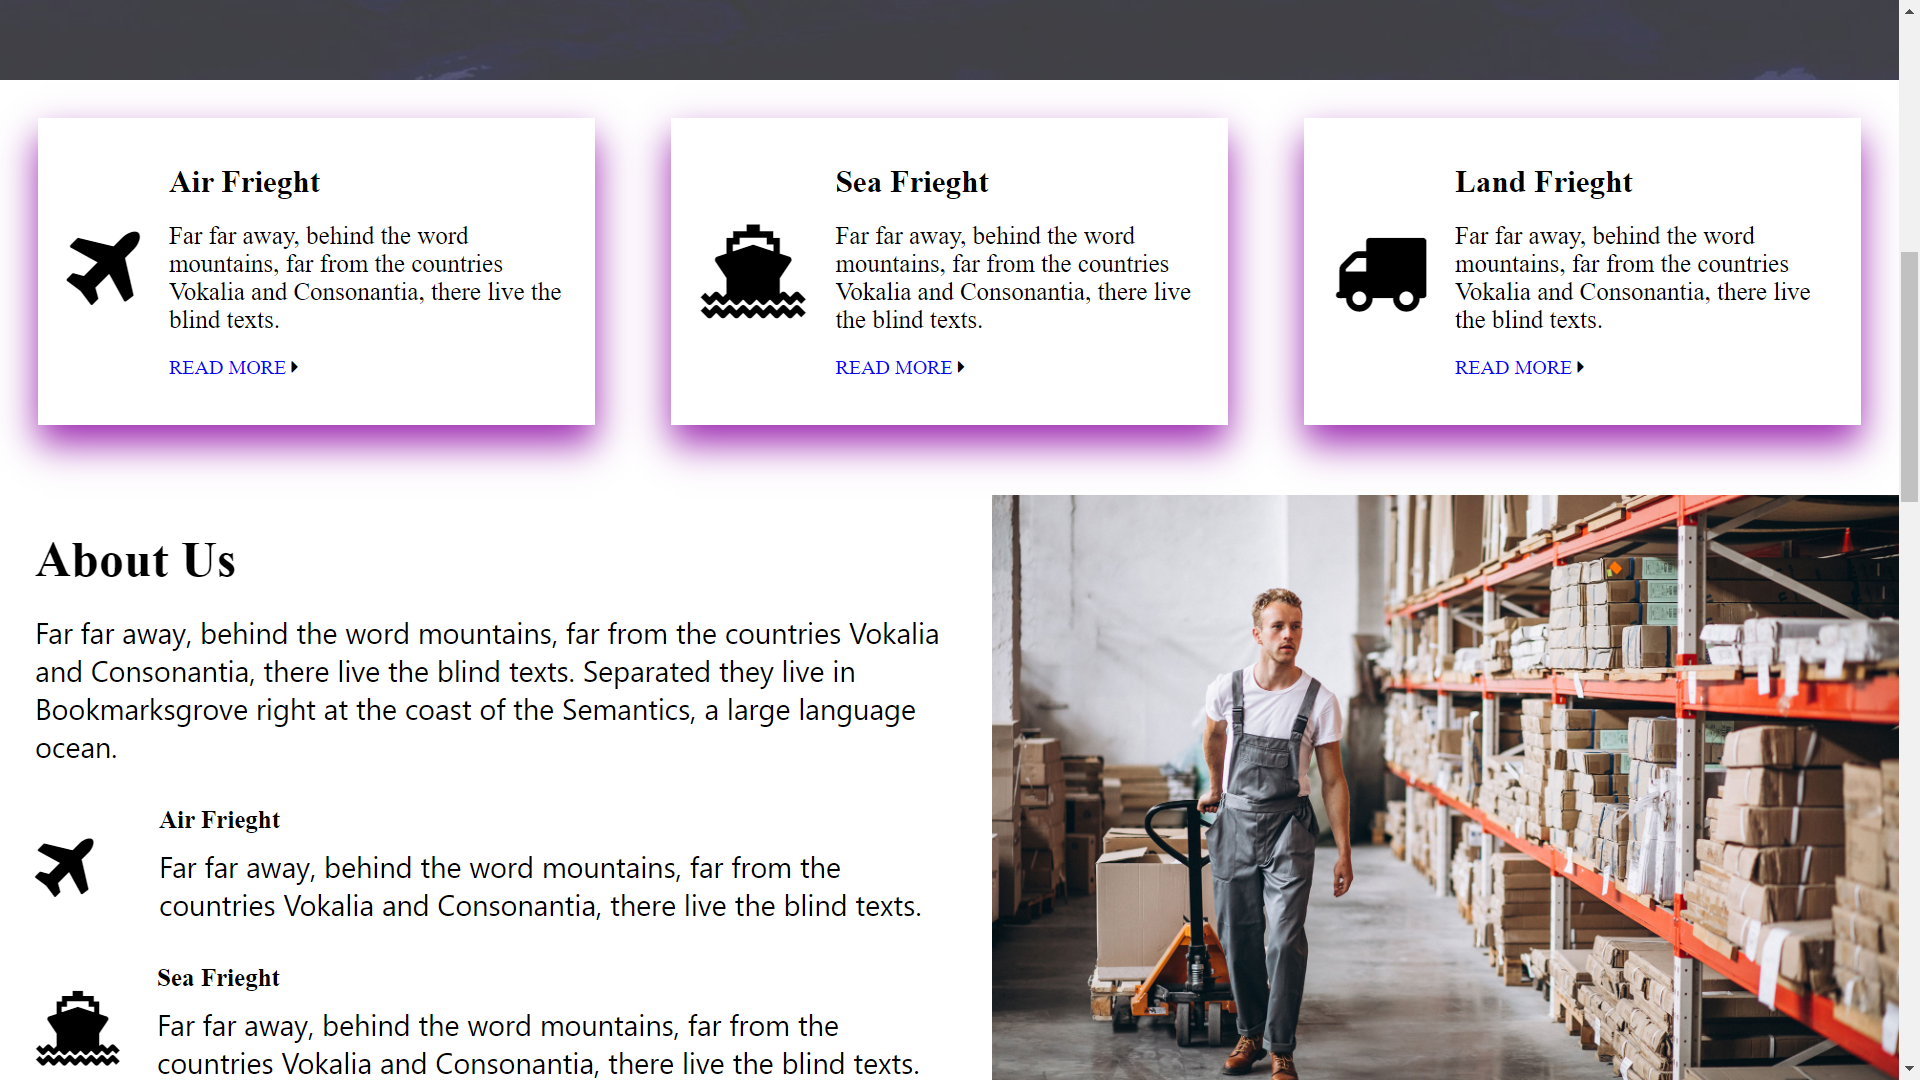 Air Frieght
Far far away, behind the word
mountains, far from the countries
Vokalia and Consonantia, there live the
blind texts.
READ MORE
Sea Frieght
Far far away, behind the word
mountains, far from the countries
Vokalia and Consonantia, there live
the blind texts.
READ MORE
Land Frieght
Far far away, behind the word
mountains, far from the countries
Vokalia and Consonantia, there live
the blind texts.
READ MORE
About Us
Far far away, behind the word mountains, far from the countries Vokalia
and Consonantia, there live the blind texts. Separated they live in
Bookmarksgrove right at the coast of the Semantics, a large language
ocean.
Air Frieght
Far far away, behind the word mountains, far from the
countries Vokalia and Consonantia, there live the blind texts.
Sea Frieght
Far far away, behind the word mountains, far from the
countries Vokalia and Consonantia, there live the blind texts.